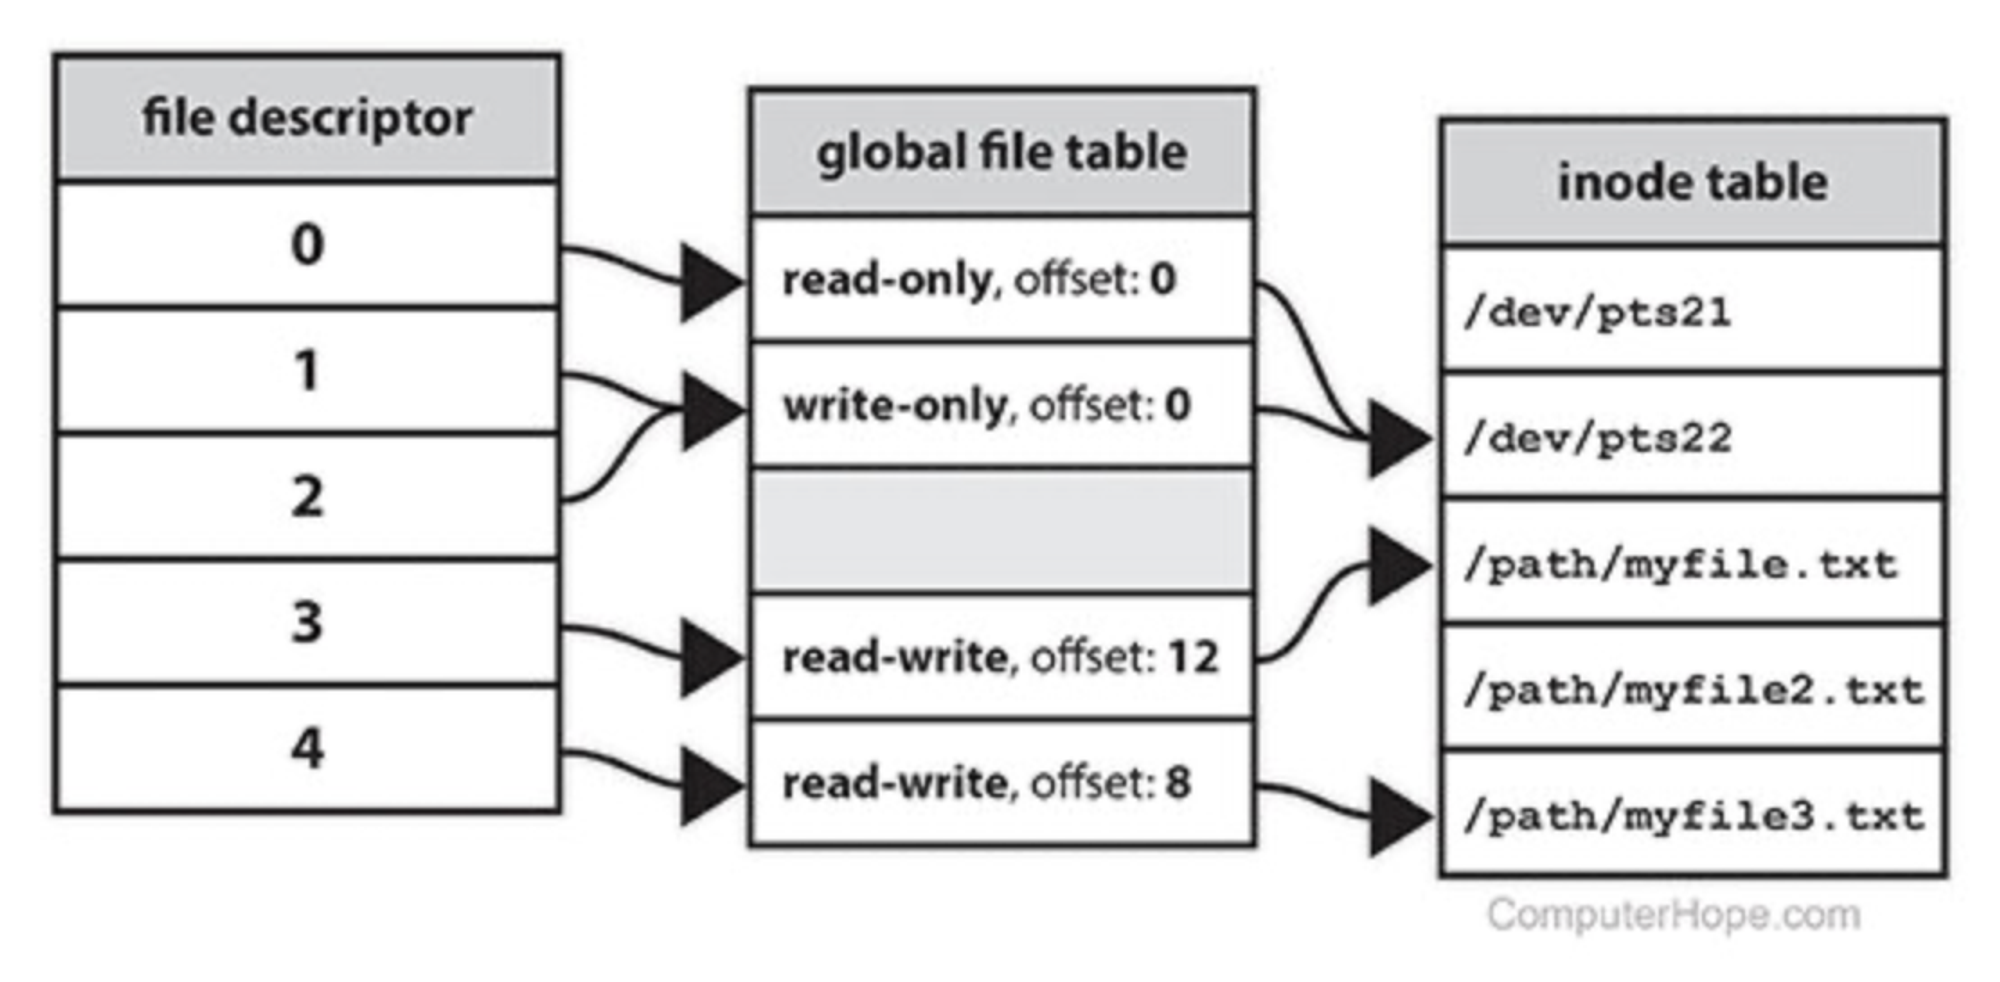 file descriptor
0
1
2
3
4
global file table
read-only, offset: 0
write-only, offset: 0
read-write, offset: 12
read-write, offset: 8
inode table
/dev/pts21
/dev/pts22
/path/myfile.txt
/path/myfile2.txt
/path/myfile3.txt
ComputerHope.com